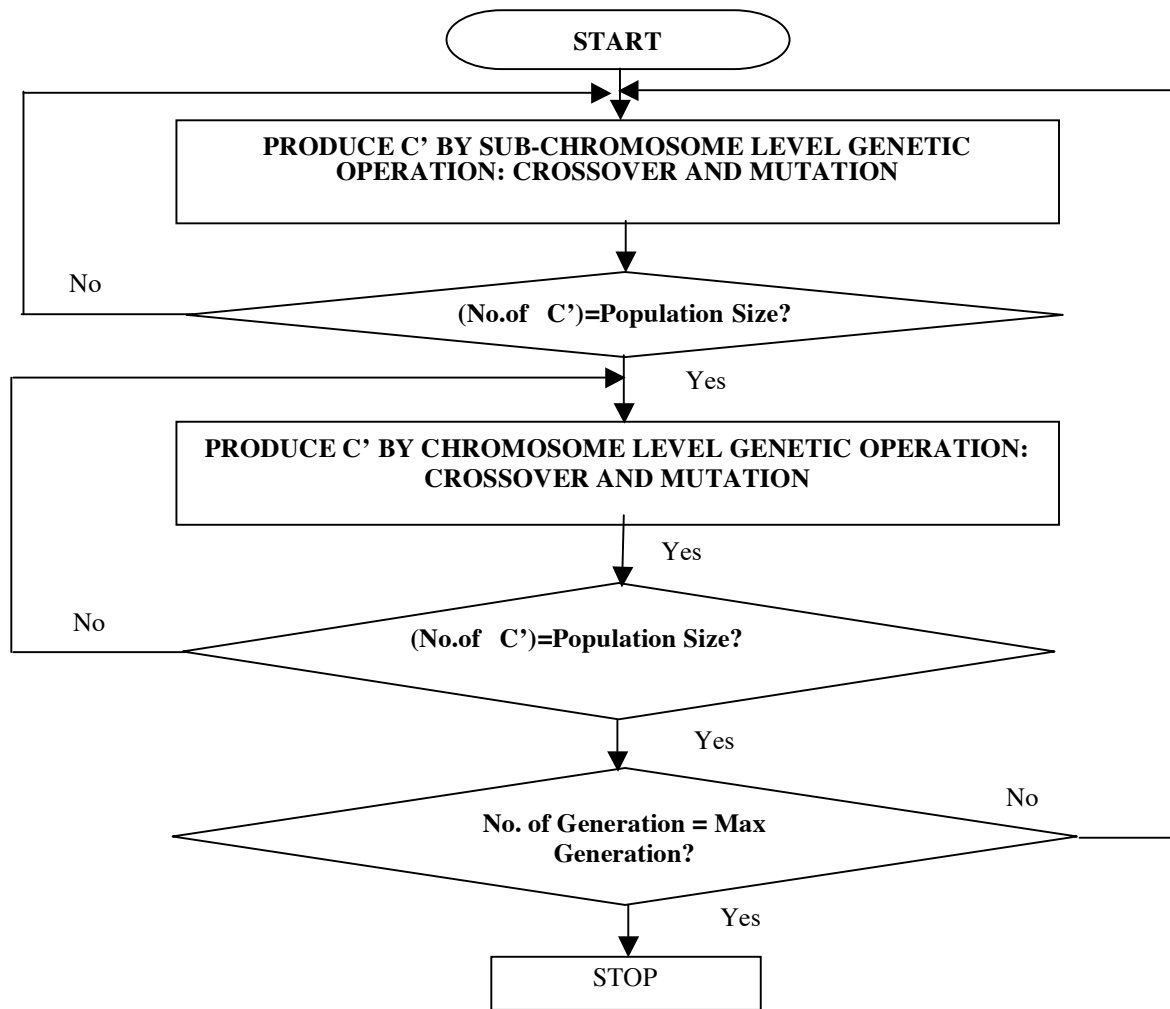 START
PRODUCE C’ BY SUB-CHROMOSOME LEVEL GENETIC
OPERATION: CROSSOVER AND MUTATION
No
(No.of C’)=Population Size?
Yes
PRODUCE C’ BY CHROMOSOME LEVEL GENETIC OPERATION:
CROSSOVER AND MUTATION
Yes
No
(No.of C’)=Population Size?
Yes
No
No. of Generation = Max
Generation?
Yes
STOP